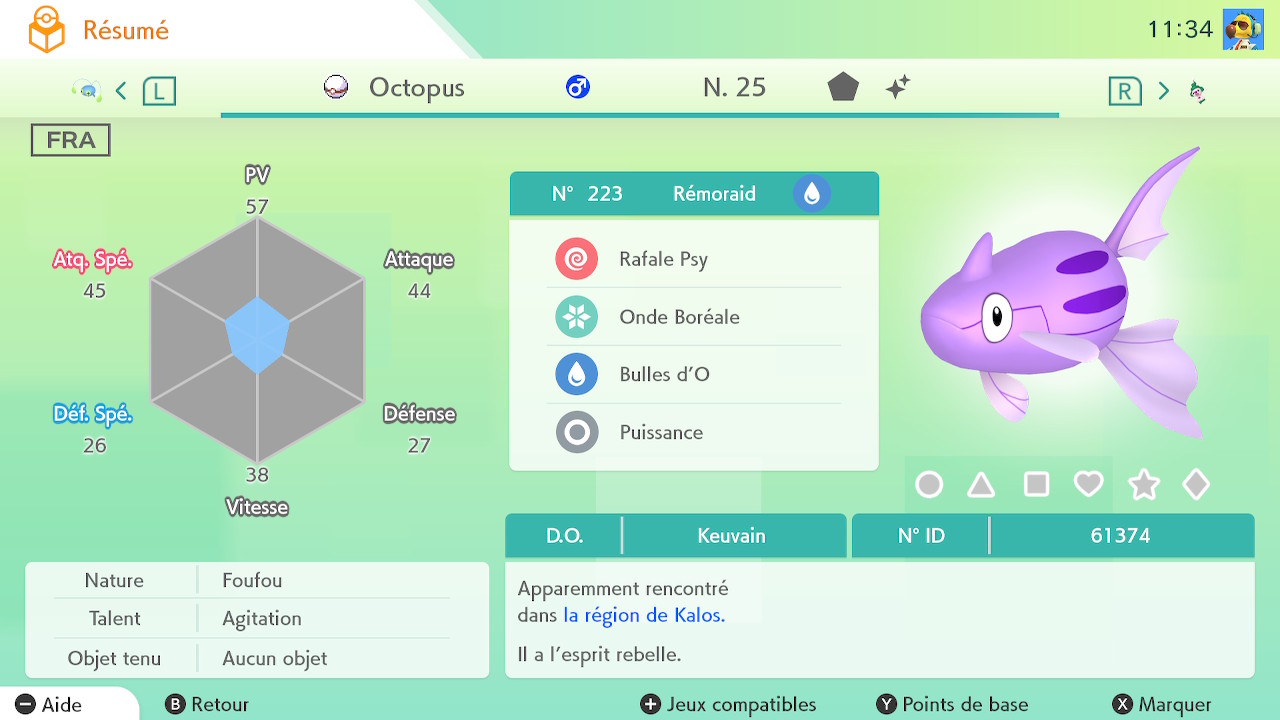 Résumé
11:34
L
Octopus
N. 25
R
FRA
PV
57
Atq. Spé.
45
Attaque
44
Déf. Spé.
26
Défense
27
38
Vitesse
N° 223 Rémoraid
Rafale Psy
Onde Boréale
Bulles d'O
Puissance
D.O. Keuvain
N° ID 61374
Nature Foufou
Talent Agitation
Objet tenu Aucun objet
Apparemment rencontré
dans la région de Kalos.
Il a l'esprit rebelle.
Aide
B Retour
Jeux compatibles
Y Points de base
X Marquer